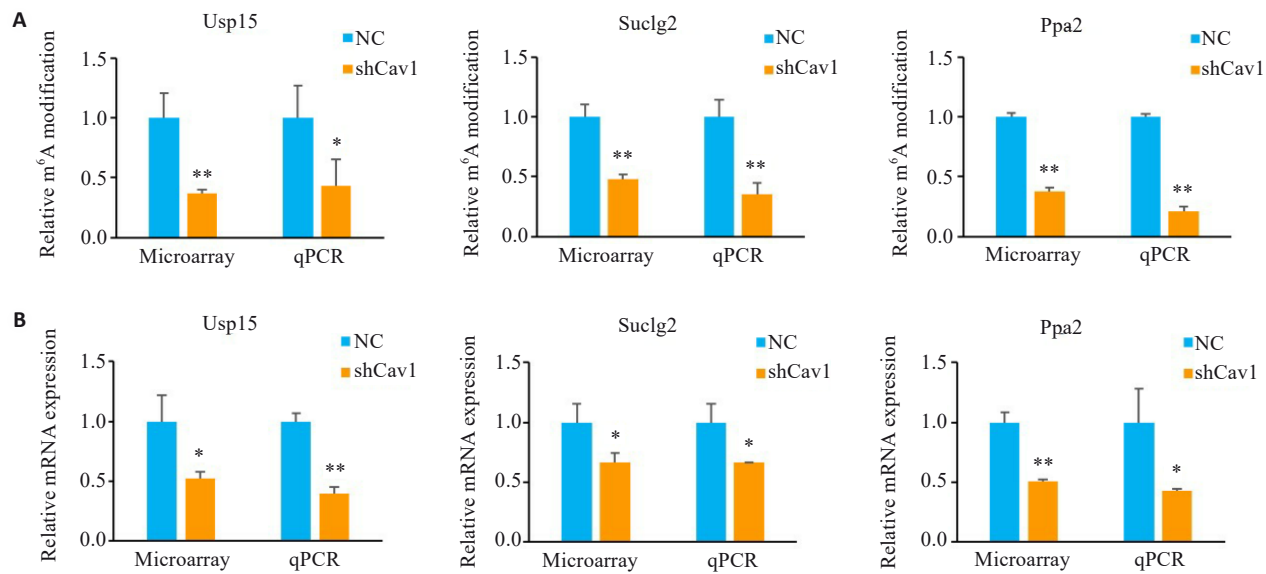 A
Usp15
NC
shCav1
Relative m⁶A modification
1.5
1.0
0.5
0.0
**
*
Microarray
qPCR
Suclg2
NC
shCav1
Relative m⁶A modification
1.5
1.0
0.5
0.0
**
**
Microarray
qPCR
Ppa2
NC
shCav1
Relative m⁶A modification
1.5
1.0
0.5
0.0
**
**
Microarray
qPCR
B
Usp15
NC
shCav1
Relative mRNA expression
1.5
1.0
0.5
0.0
*
**
Microarray
qPCR
Suclg2
NC
shCav1
Relative mRNA expression
1.5
1.0
0.5
0.0
*
*
Microarray
qPCR
Ppa2
NC
shCav1
Relative mRNA expression
1.5
1.0
0.5
0.0
**
*
Microarray
qPCR